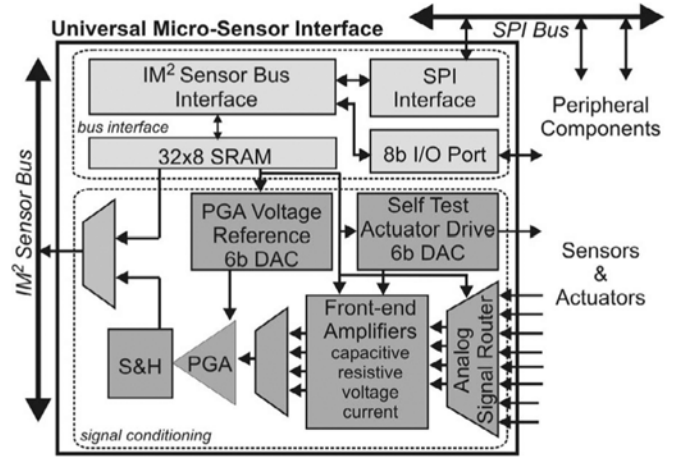 Universal Micro-Sensor Interface
SPI Bus
IM² Sensor Bus
Interface
SPI
Interface
Peripheral
Components
bus interface
32x8 SRAM
8b I/O Port
IM² Sensor Bus
PGA Voltage
Reference
6b DAC
Self Test
Actuator Drive
6b DAC
Sensors
&
Actuators
Front-end
Amplifiers
capacitive
resistive
voltage
current
Analog
Signal Router
S&H
PGA
signal conditioning